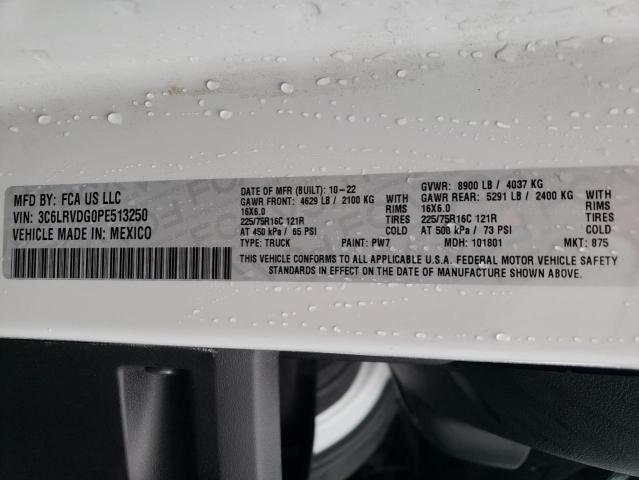 MFD BY: FCA US LLC
VIN: 3C6LRVDG0PE513250
VEHICLE MADE IN: MEXICO
DATE OF MFR (BUILT): 10-22 GVWR: 8900 LB / 4037 KG
GAWR FRONT: 4629 LB / 2100 KG GAWR REAR: 5291 LB / 2400 KG
16X6.0 RIMS 16X6.0 RIMS
225/75R16C 121R TIRES 225/75R16C 121R TIRES
AT 450 kPa / 65 PSI COLD AT 500 kPa / 73 PSI COLD
TYPE: TRUCK PAINT: PW7 MDH: 101801 MKT: 875
THIS VEHICLE CONFORMS TO ALL APPLICABLE U.S.A. FEDERAL MOTOR VEHICLE SAFETY
STANDARDS IN EFFECT ON THE DATE OF MANUFACTURE SHOWN ABOVE.